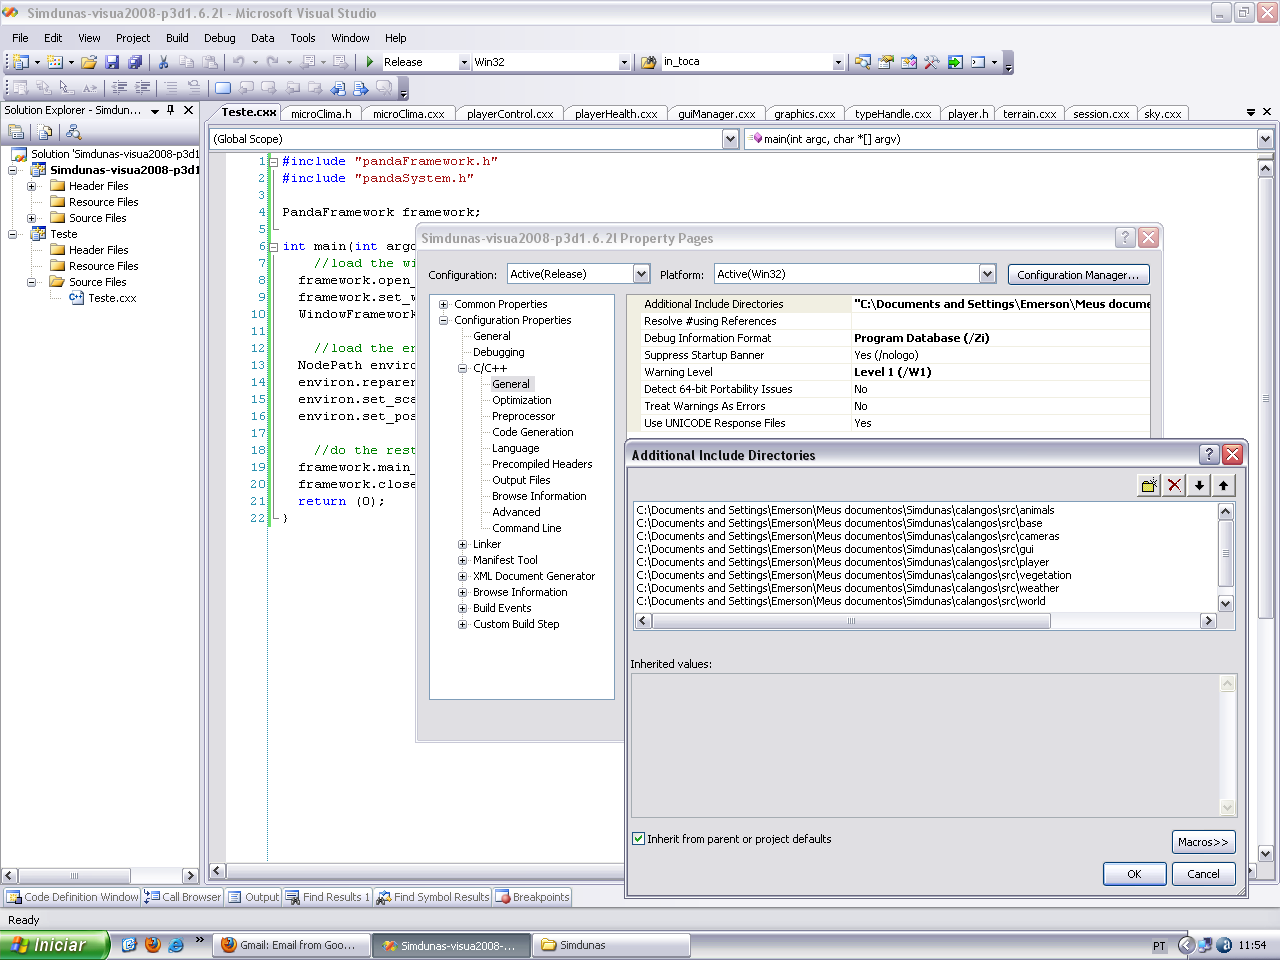 Simdunas-visua2008-p3d1.6.2l - Microsoft Visual Studio
File Edit View Project Build Debug Data Tools Window Help
Release Win32 in_toca
Solution Explorer - Simdun...
Teste.cxx microClima.h microClima.cxx playerControl.cxx playerHealth.cxx guiManager.cxx graphics.cxx typeHandle.cxx player.h terrain.cxx session.cxx sky.cxx
(Global Scope) main(int argc, char *[] argv)
Solution 'Simdunas-visua2008-p3d1
Simdunas-visua2008-p3d1
Header Files
Resource Files
Source Files
Teste
Header Files
Resource Files
Source Files
Teste.cxx
1 #include "pandaFramework.h"
2 #include "pandaSystem.h"
3
4 PandaFramework framework;
5
6 int main(int argc
7 //load the wi
8 framework.open_
9 framework.set_w
10 WindowFramework
11
12 //load the en
13 NodePath enviro
14 environ.reparen
15 environ.set_sca
16 environ.set_pos
17
18 //do the rest
19 framework.main_
20 framework.close
21 return (0);
22 }
Simdunas-visua2008-p3d1.6.2l Property Pages
Configuration: Active(Release) Platform: Active(Win32) Configuration Manager...
Common Properties
Configuration Properties
General
Debugging
C/C++
General
Optimization
Preprocessor
Code Generation
Language
Precompiled Headers
Output Files
Browse Information
Advanced
Command Line
Linker
Manifest Tool
XML Document Generator
Browse Information
Build Events
Custom Build Step
Additional Include Directories "C:\Documents and Settings\Emerson\Meus docume
Resolve #using References
Debug Information Format Program Database (/Zi)
Suppress Startup Banner Yes (/nologo)
Warning Level Level 1 (/W1)
Detect 64-bit Portability Issues No
Treat Warnings As Errors No
Use UNICODE Response Files Yes
Additional Include Directories
C:\Documents and Settings\Emerson\Meus documentos\Simdunas\calangos\src\animals
C:\Documents and Settings\Emerson\Meus documentos\Simdunas\calangos\src\base
C:\Documents and Settings\Emerson\Meus documentos\Simdunas\calangos\src\cameras
C:\Documents and Settings\Emerson\Meus documentos\Simdunas\calangos\src\gui
C:\Documents and Settings\Emerson\Meus documentos\Simdunas\calangos\src\player
C:\Documents and Settings\Emerson\Meus documentos\Simdunas\calangos\src\vegetation
C:\Documents and Settings\Emerson\Meus documentos\Simdunas\calangos\src\weather
C:\Documents and Settings\Emerson\Meus documentos\Simdunas\calangos\src\world
Inherited values:
Inherit from parent or project defaults
Macros>>
OK Cancel
Code Definition Window Call Browser Output Find Results 1 Find Symbol Results Breakpoints
Ready
Iniciar Gmail: Email from Goo... Simdunas-visua2008-... Simdunas PT 11:54